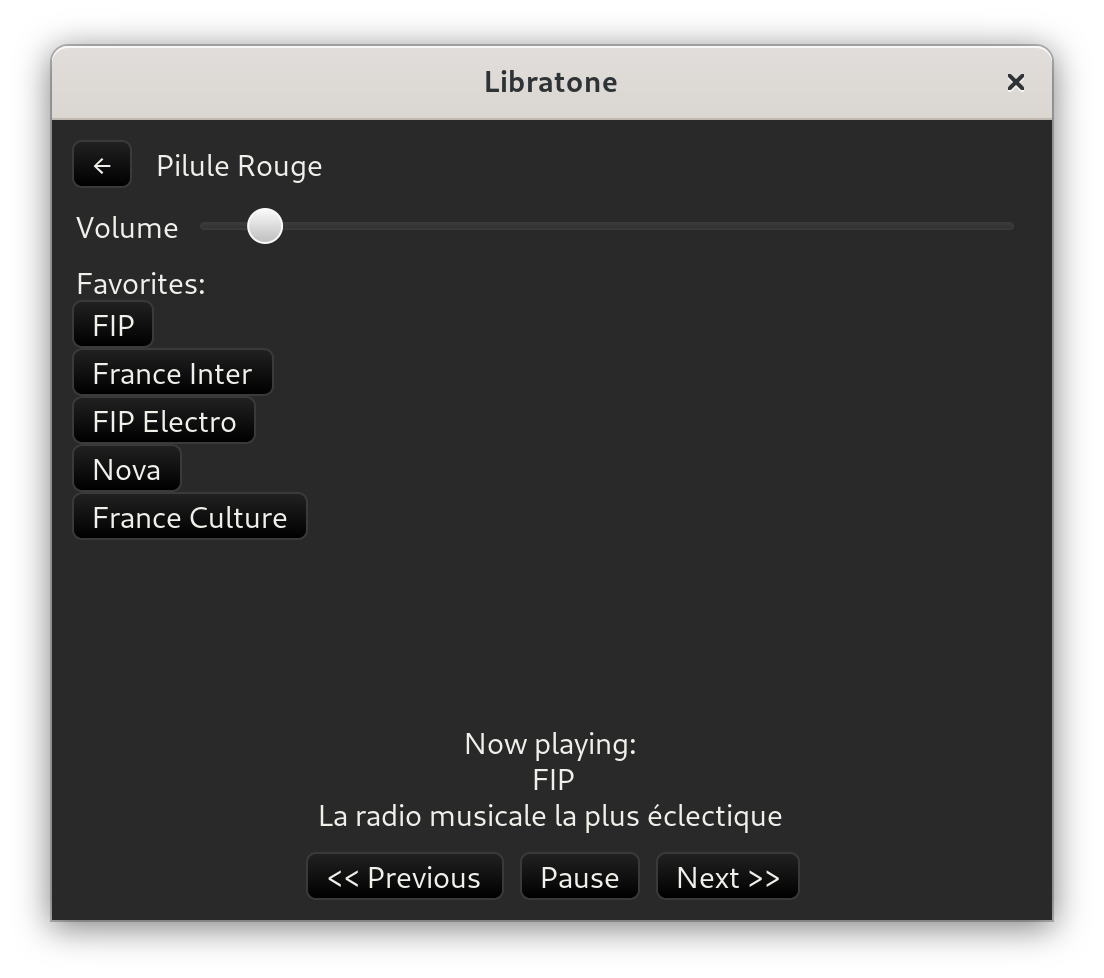 Libratone
Pilule Rouge
Volume
Favorites:
FIP
France Inter
FIP Electro
Nova
France Culture
Now playing:
FIP
La radio musicale la plus éclectique
<< Previous Pause Next >>